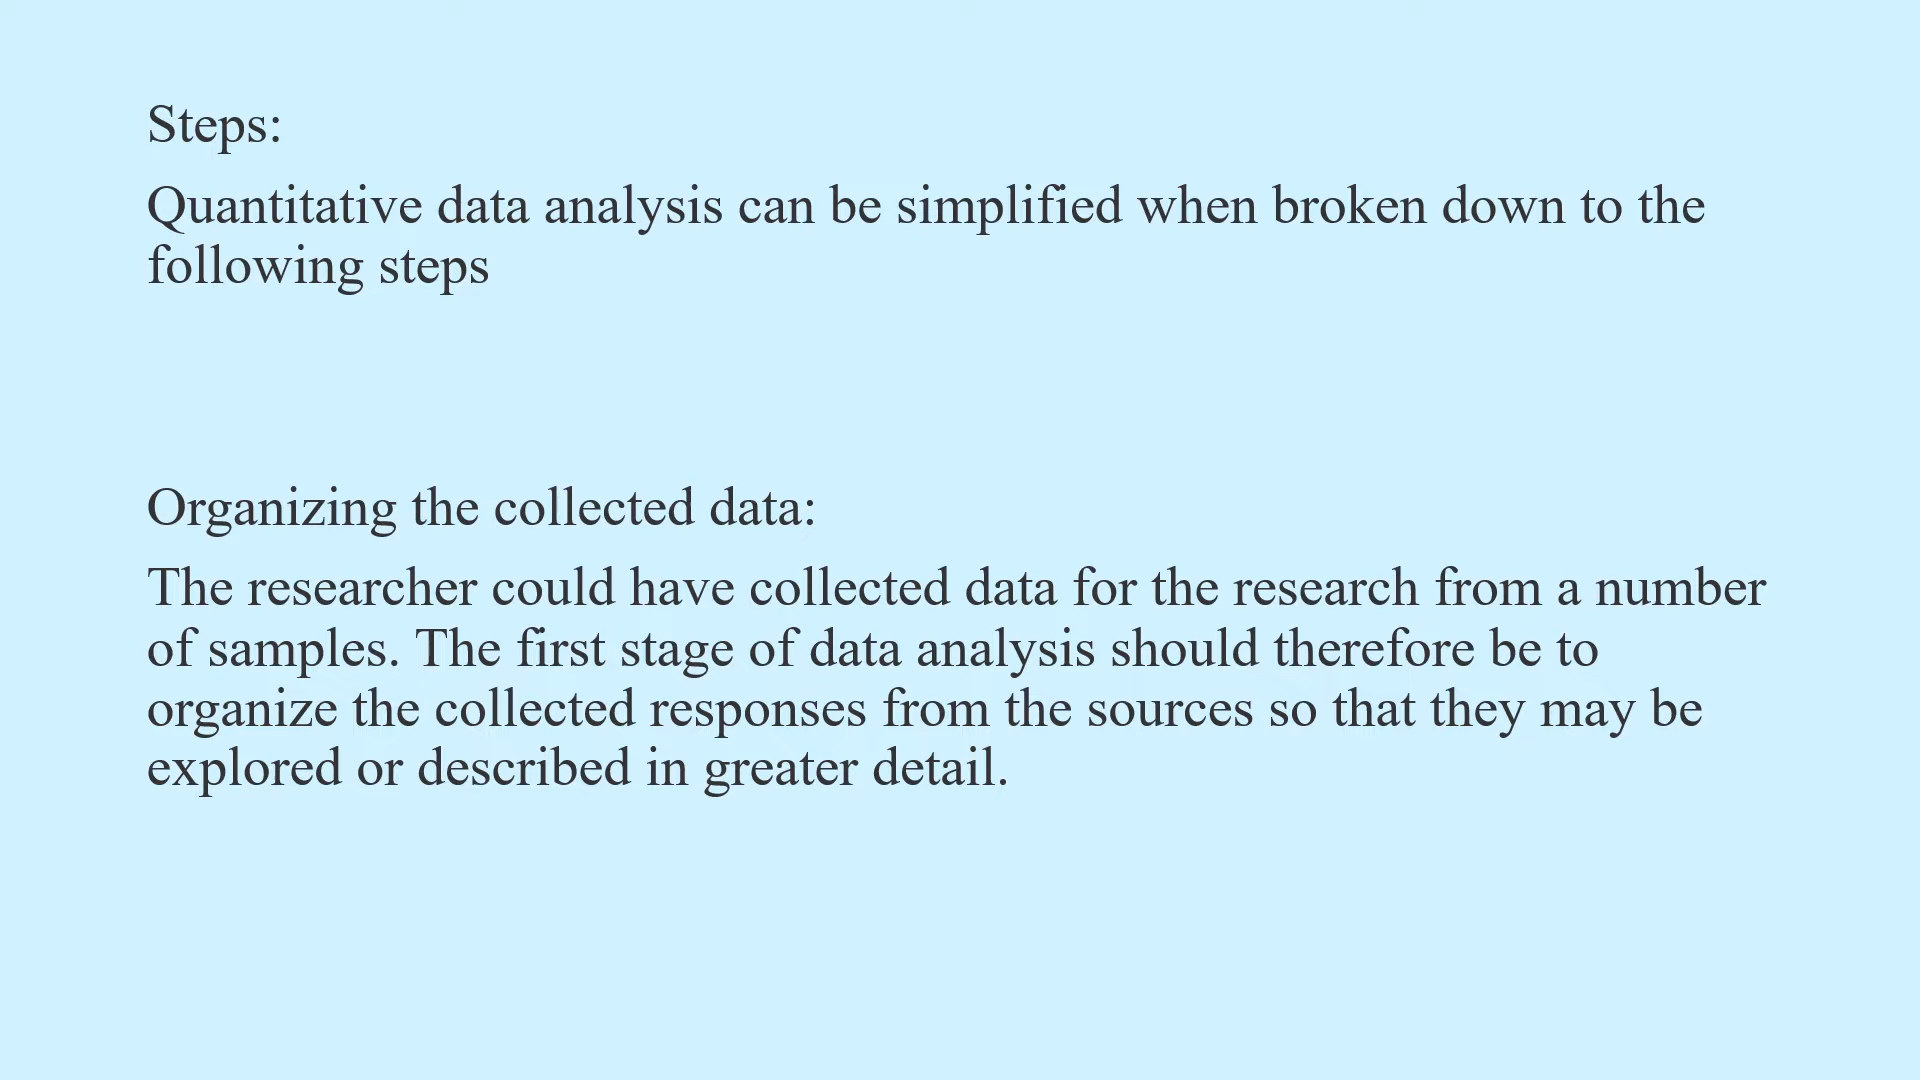 Steps:
Quantitative data analysis can be simplified when broken down to the
following steps
Organizing the collected data:
The researcher could have collected data for the research from a number
of samples. The first stage of data analysis should therefore be to
organize the collected responses from the sources so that they may be
explored or described in greater detail.